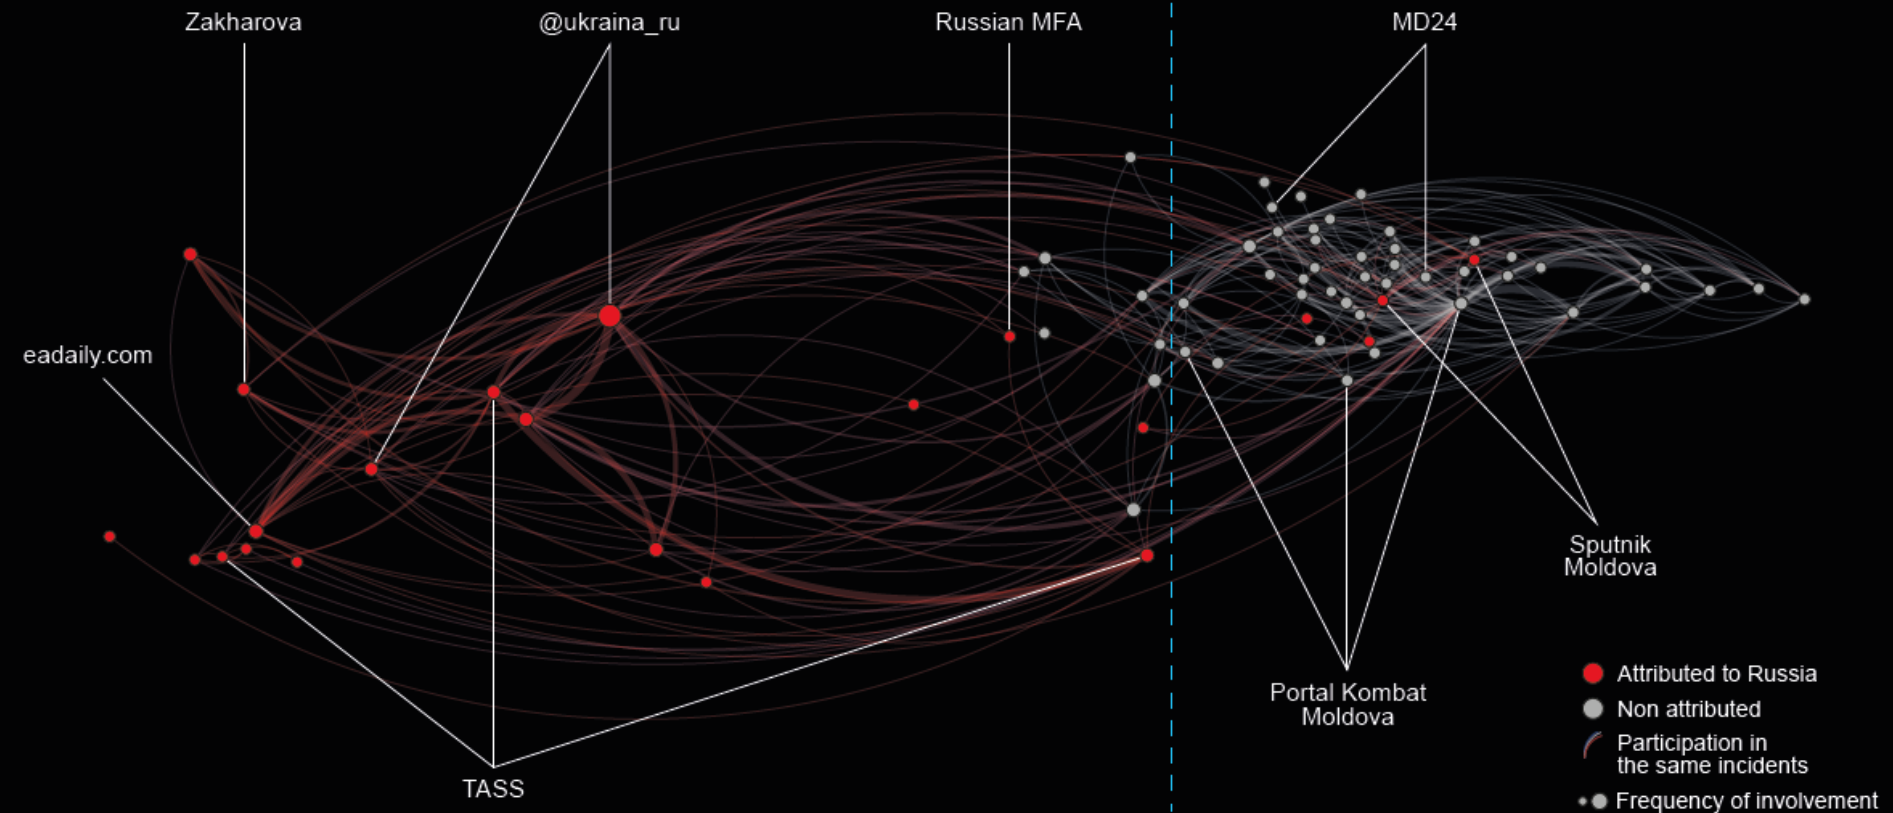 Zakharova
@ukraina_ru
Russian MFA
MD24
eadaily.com
Sputnik
Moldova
Portal Kombat
Moldova
TASS
Attributed to Russia
Non attributed
Participation in
the same incidents
Frequency of involvement